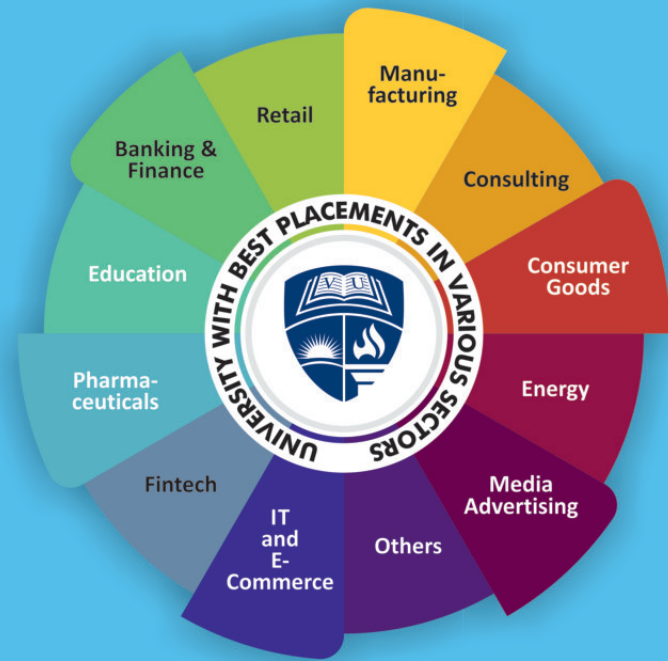 Manu-
facturing
Consulting
Consumer
Goods
Energy
Media
Advertising
Others
IT
and
E-
Commerce
Fintech
Pharma-
ceuticals
Education
Banking &
Finance
Retail
UNIVERSITY WITH BEST PLACEMENTS IN VARIOUS SECTORS
V U